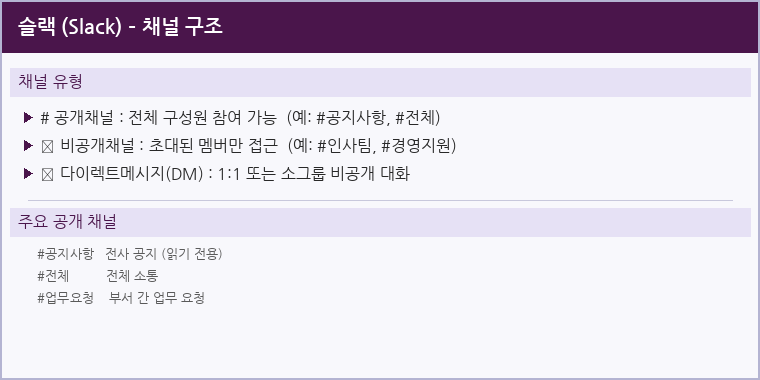 슬랙 (Slack) - 채널 구조
채널 유형
# 공개채널 : 전체 구성원 참여 가능 (예: #공지사항, #전체)
비공개채널 : 초대된 멤버만 접근 (예: #인사팀, #경영지원)
다이렉트메시지(DM) : 1:1 또는 소그룹 비공개 대화
주요 공개 채널
#공지사항 전사 공지 (읽기 전용)
#전체 전체 소통
#업무요청 부서 간 업무 요청